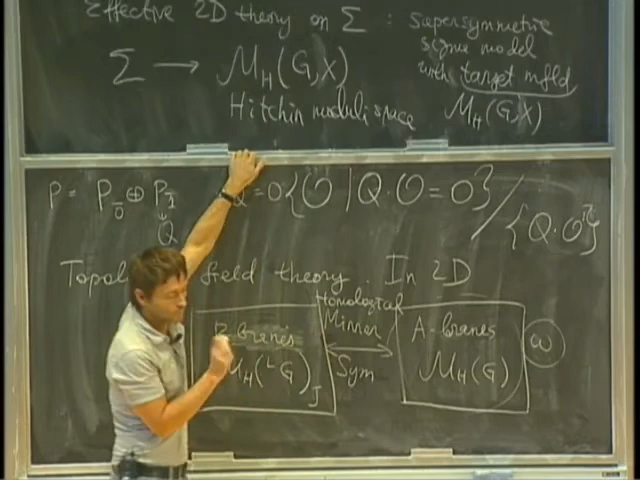 Effective 2D theory on Σ : supersymmetric
sigma model
with target mfld
Σ → M_H(G,X)
Hitchin moduli space
M_H(G,X)
P = P_0̄ ⊕ P_1̄
Q
= 0 {O | Q·O = 0} / {Q·O'}
field theory. In 2D
B-branes
M_H(^L G)_J
Homological
Mirror
Sym
A-branes
M_H(G)
ω